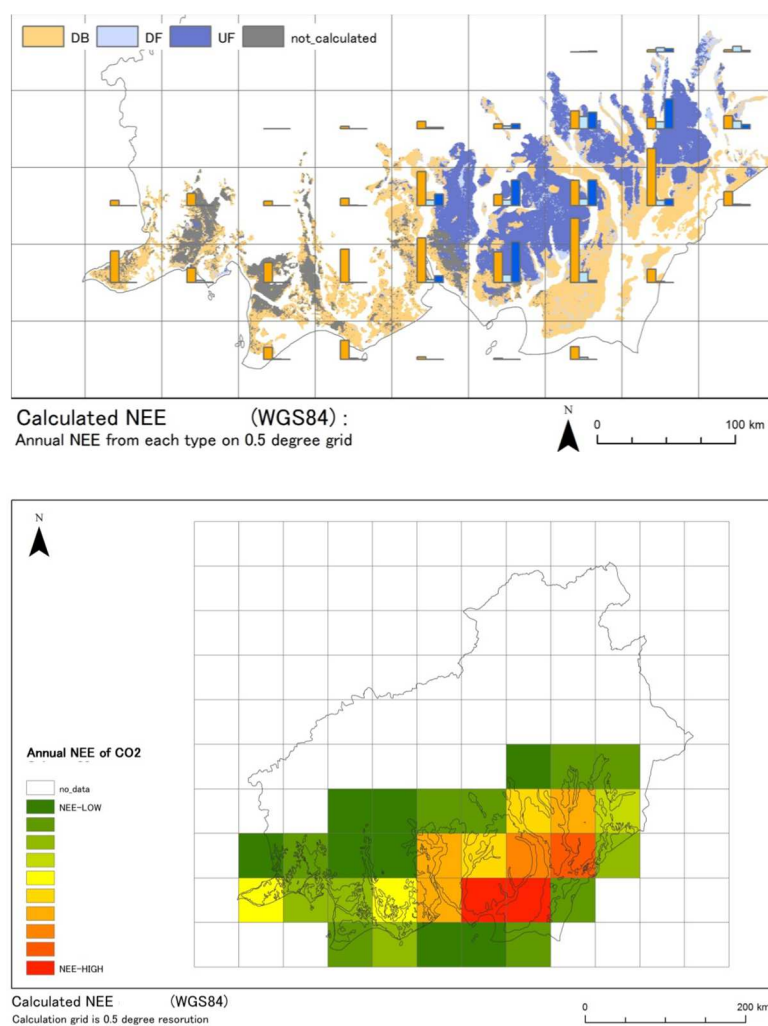 DB DF UF not_calculated
Calculated NEE (WGS84) :
Annual NEE from each type on 0.5 degree grid
N
0 100 km
N
Annual NEE of CO2
no_data
NEE-LOW
NEE-HIGH
Calculated NEE (WGS84)
Calculation grid is 0.5 degree resorution
0 200 km